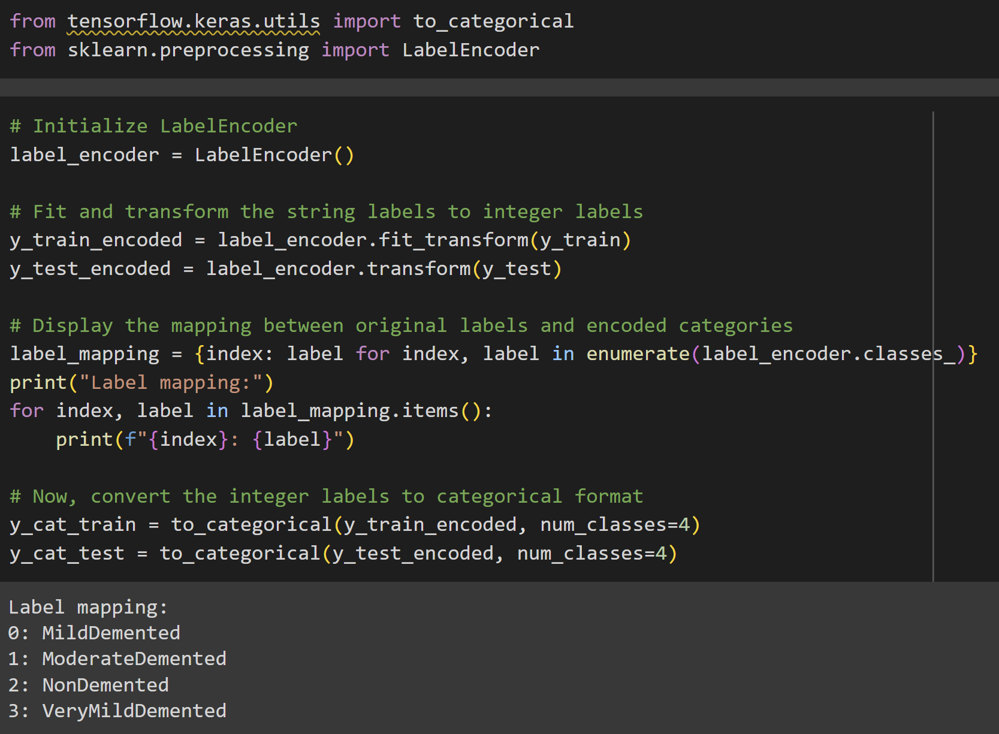 from tensorflow.keras.utils import to_categorical
from sklearn.preprocessing import LabelEncoder
# Initialize LabelEncoder
label_encoder = LabelEncoder()
# Fit and transform the string labels to integer labels
y_train_encoded = label_encoder.fit_transform(y_train)
y_test_encoded = label_encoder.transform(y_test)
# Display the mapping between original labels and encoded categories
label_mapping = {index: label for index, label in enumerate(label_encoder.classes_)}
print("Label mapping:")
for index, label in label_mapping.items():
    print(f"{index}: {label}")
# Now, convert the integer labels to categorical format
y_cat_train = to_categorical(y_train_encoded, num_classes=4)
y_cat_test = to_categorical(y_test_encoded, num_classes=4)
Label mapping:
0: MildDemented
1: ModerateDemented
2: NonDemented
3: VeryMildDemented